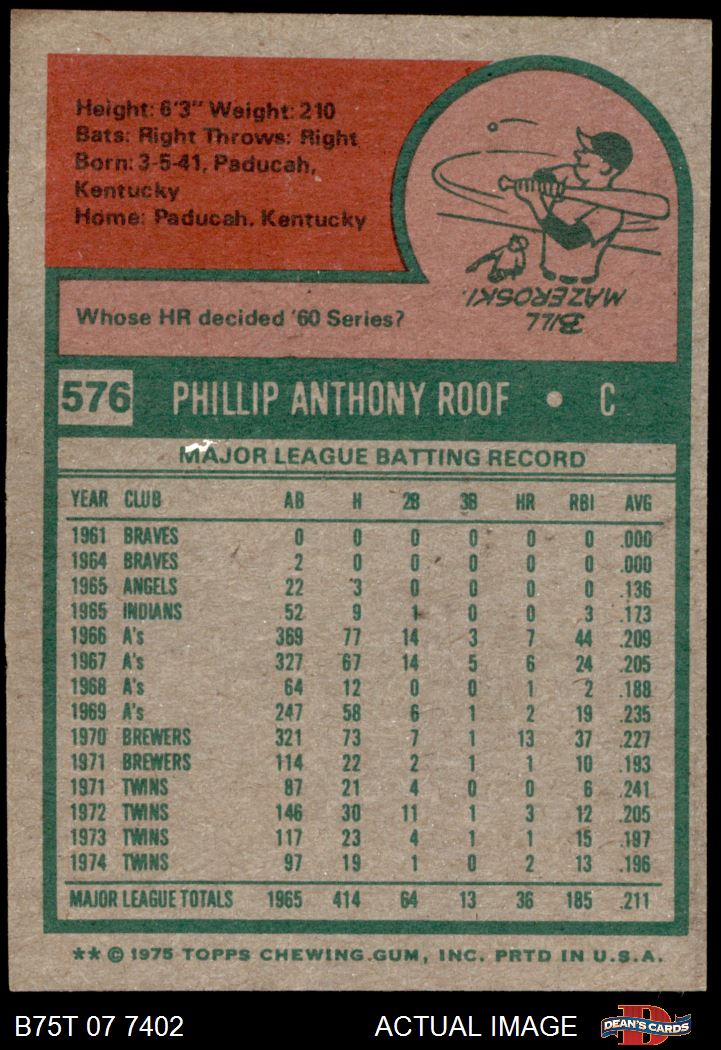 Height: 6'3" Weight: 210
Bats: Right Throws: Right
Born: 3-5-41, Paducah,
Kentucky
Home: Paducah, Kentucky
Whose HR decided '60 Series?
BILL
MAZEROSKI.
576 PHILLIP ANTHONY ROOF • C
MAJOR LEAGUE BATTING RECORD
YEAR CLUB AB H 2B 3B HR RBI AVG
1961 BRAVES 0 0 0 0 0 0 .000
1964 BRAVES 2 0 0 0 0 0 .000
1965 ANGELS 22 3 0 0 0 0 .136
1965 INDIANS 52 9 1 0 0 3 .173
1966 A's 369 77 14 3 7 44 .209
1967 A's 327 67 14 5 6 24 .205
1968 A's 64 12 0 0 1 2 .188
1969 A's 247 58 6 1 2 19 .235
1970 BREWERS 321 73 7 1 13 37 .227
1971 BREWERS 114 22 2 1 1 10 .193
1971 TWINS 87 21 4 0 0 6 .241
1972 TWINS 146 30 11 1 3 12 .205
1973 TWINS 117 23 4 1 1 15 .197
1974 TWINS 97 19 1 0 2 13 .196
MAJOR LEAGUE TOTALS 1965 414 64 13 36 185 .211
** © 1975 TOPPS CHEWING GUM, INC. PRTD IN U.S.A.
B75T 07 7402 ACTUAL IMAGE DEAN'S CARDS